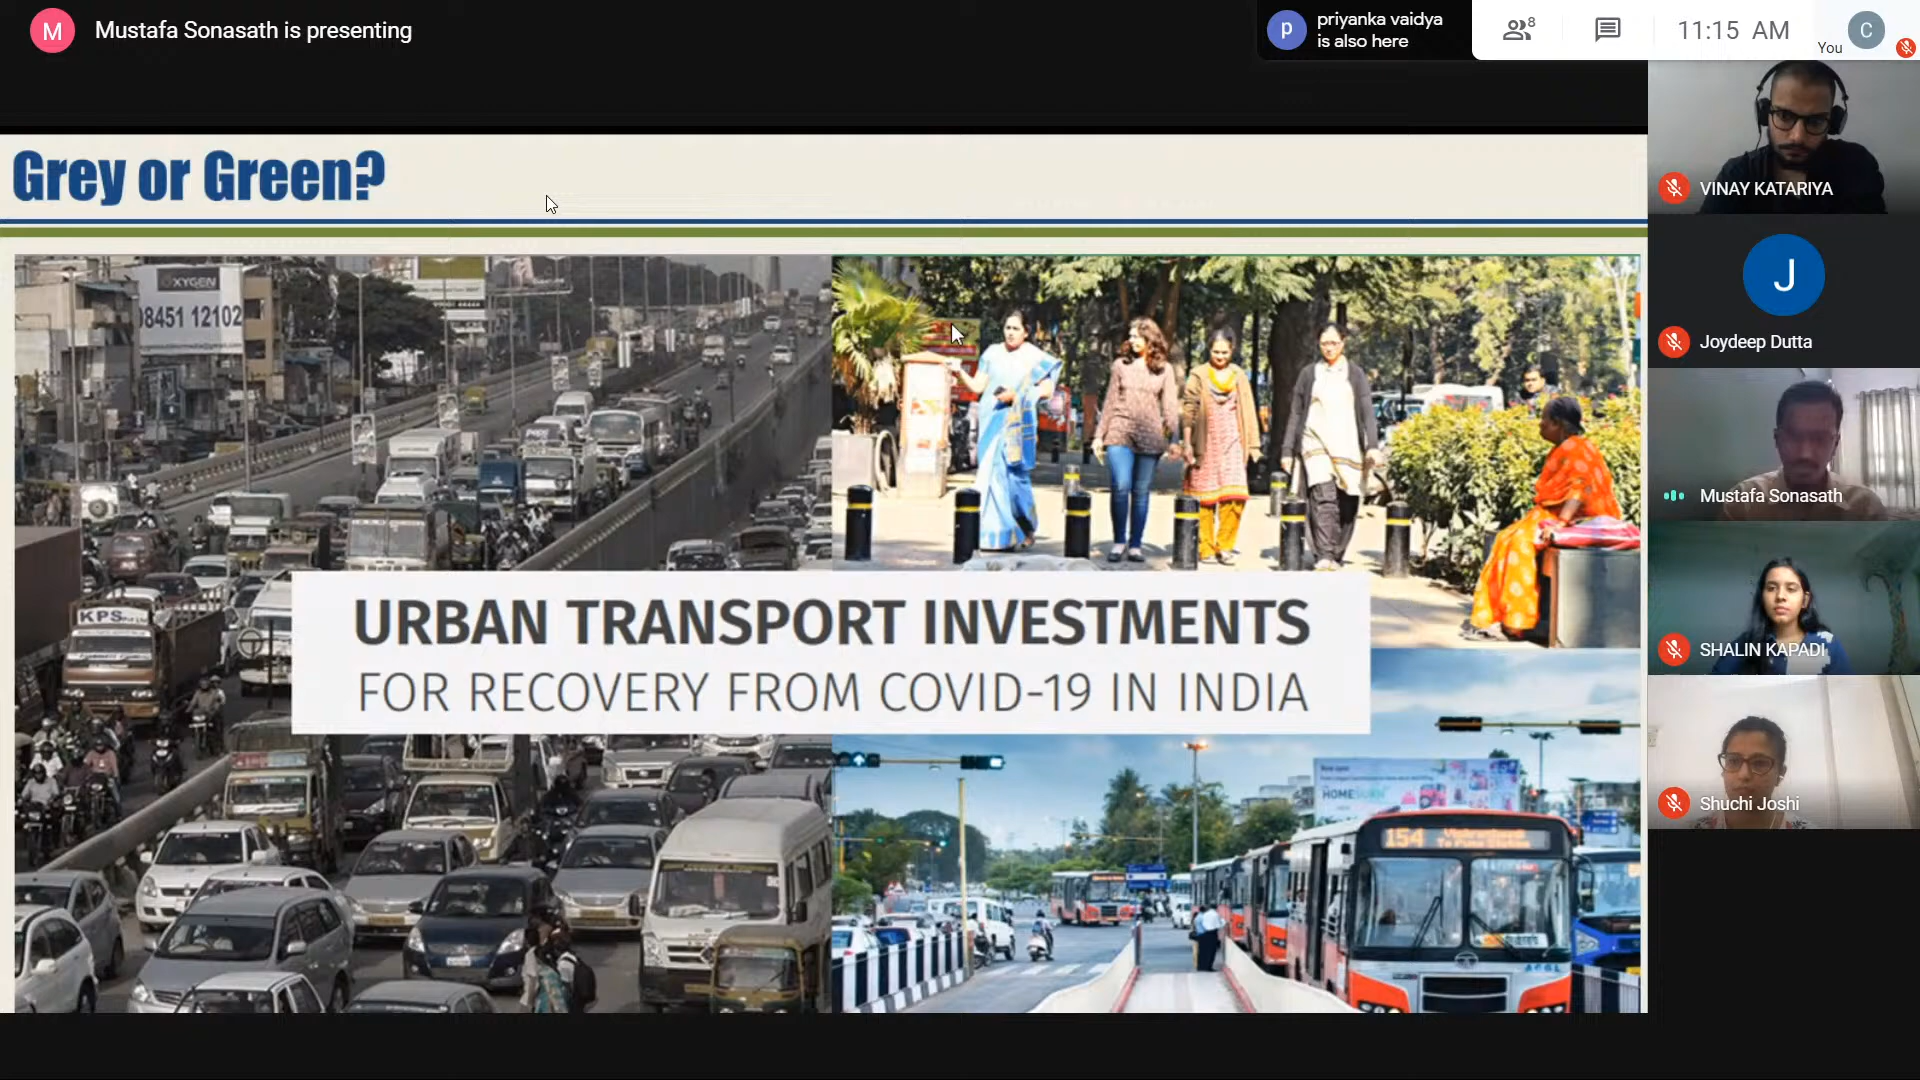 M
Mustafa Sonasath is presenting
p
priyanka vaidya
is also here
8
11:15 AM
You
C
Grey or Green?
OXYGEN
98451 12102
KPS
URBAN TRANSPORT INVESTMENTS
FOR RECOVERY FROM COVID-19 IN INDIA
154
VINAY KATARIYA
J
Joydeep Dutta
Mustafa Sonasath
SHALIN KAPADI
Shuchi Joshi